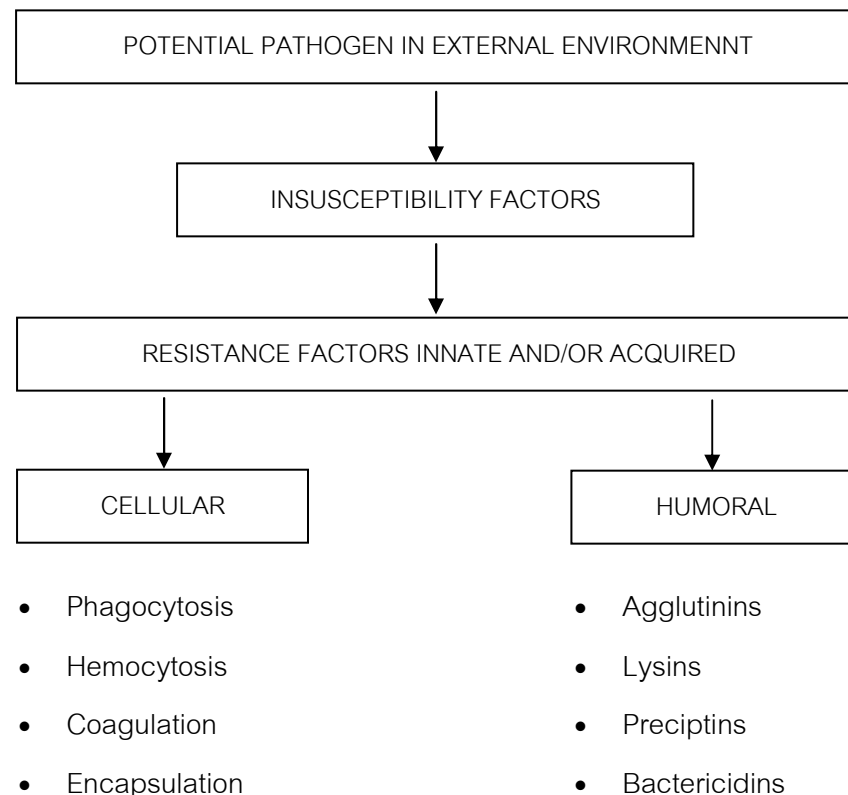 POTENTIAL PATHOGEN IN EXTERNAL ENVIRONMENNT
INSUSCEPTIBILITY FACTORS
RESISTANCE FACTORS INNATE AND/OR ACQUIRED
CELLULAR
HUMORAL
• Phagocytosis
• Hemocytosis
• Coagulation
• Encapsulation
• Agglutinins
• Lysins
• Preciptins
• Bactericidins